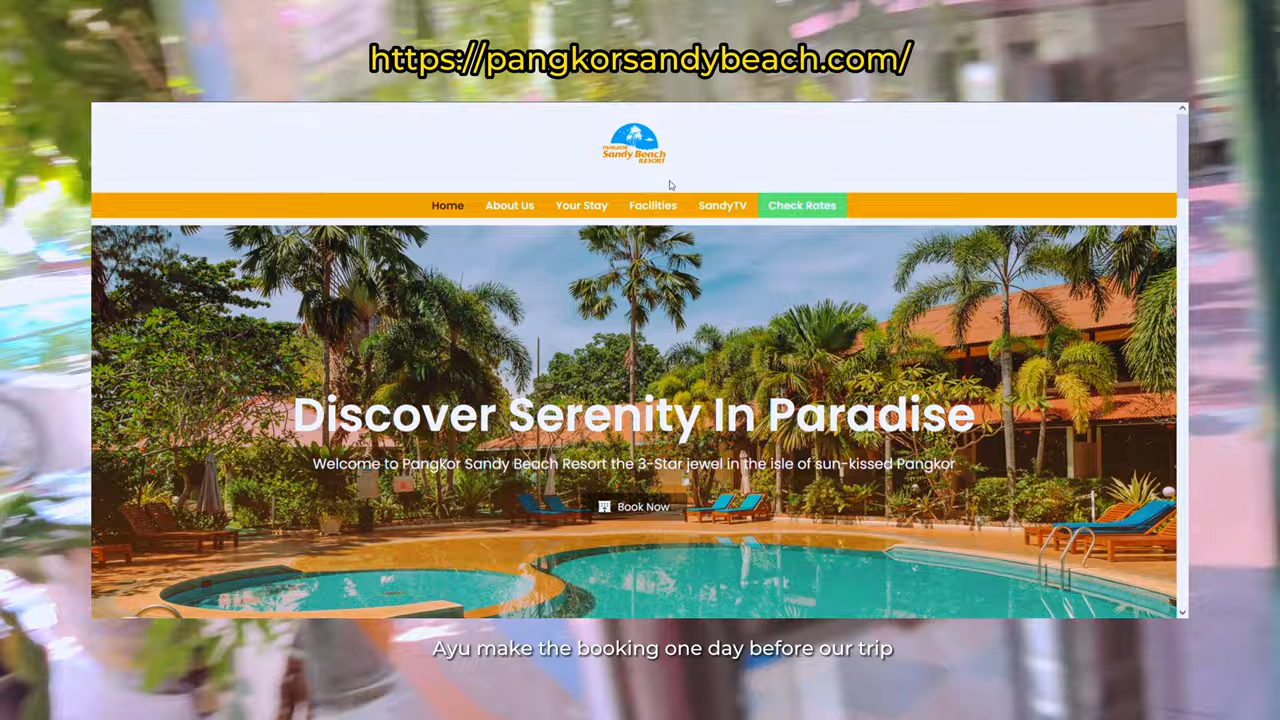 https://pangkorsandybeach.com/
PANGKOR
Sandy Beach
RESORT
Home About Us Your Stay Facilities SandyTV Check Rates
Discover Serenity In Paradise
Welcome to Pangkor Sandy Beach Resort the 3-Star jewel in the isle of sun-kissed Pangkor
Book Now
Ayu make the booking one day before our trip